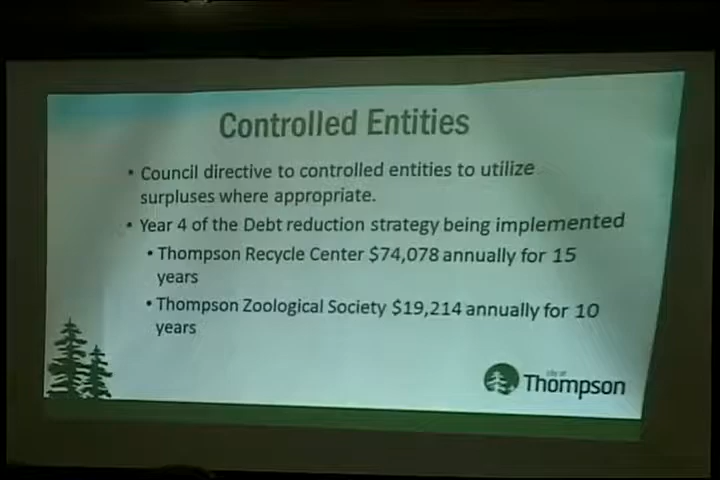 Controlled Entities
• Council directive to controlled entities to utilize
surpluses where appropriate.
• Year 4 of the Debt reduction strategy being implemented
• Thompson Recycle Center $74,078 annually for 15
years
• Thompson Zoological Society $19,214 annually for 10
years
City of
Thompson